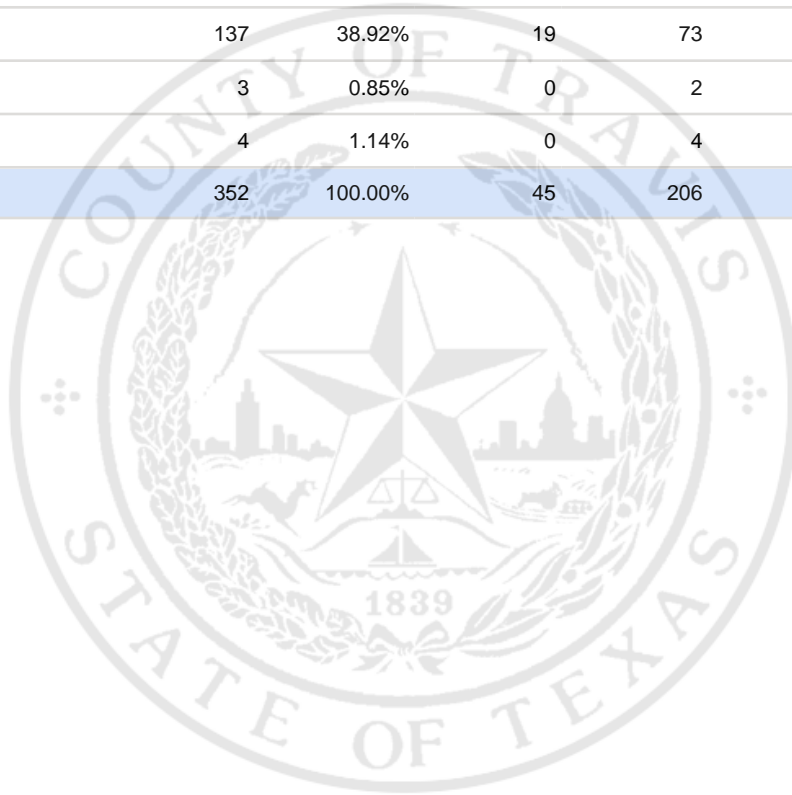 137 38.92% 19 73
3 0.85% 0 2
4 1.14% 0 4
352 100.00% 45 206
COUNTY OF TRAVIS
1839
STATE OF TEXAS